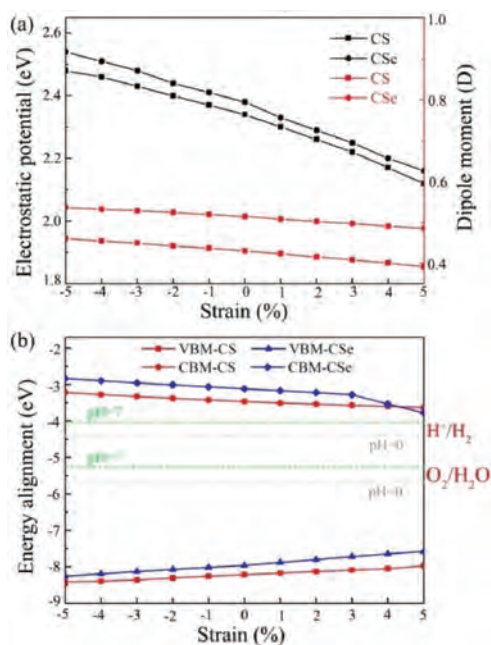 (a)
2.6
2.4
2.2
2.0
1.8
Electrostatic potential (eV)
CS
CSe
CS
CSe
1.0
0.8
0.6
0.4
Dipole moment (D)
-5 -4 -3 -2 -1 0 1 2 3 4 5
Strain (%)
(b)
-2
-3
-4
-5
-6
-7
-8
-9
Energy alignment (eV)
VBM-CS VBM-CSe
CBM-CS CBM-CSe
pH=7
H⁺/H₂
pH=0
O₂/H₂O
pH=0
-5 -4 -3 -2 -1 0 1 2 3 4 5
Strain (%)